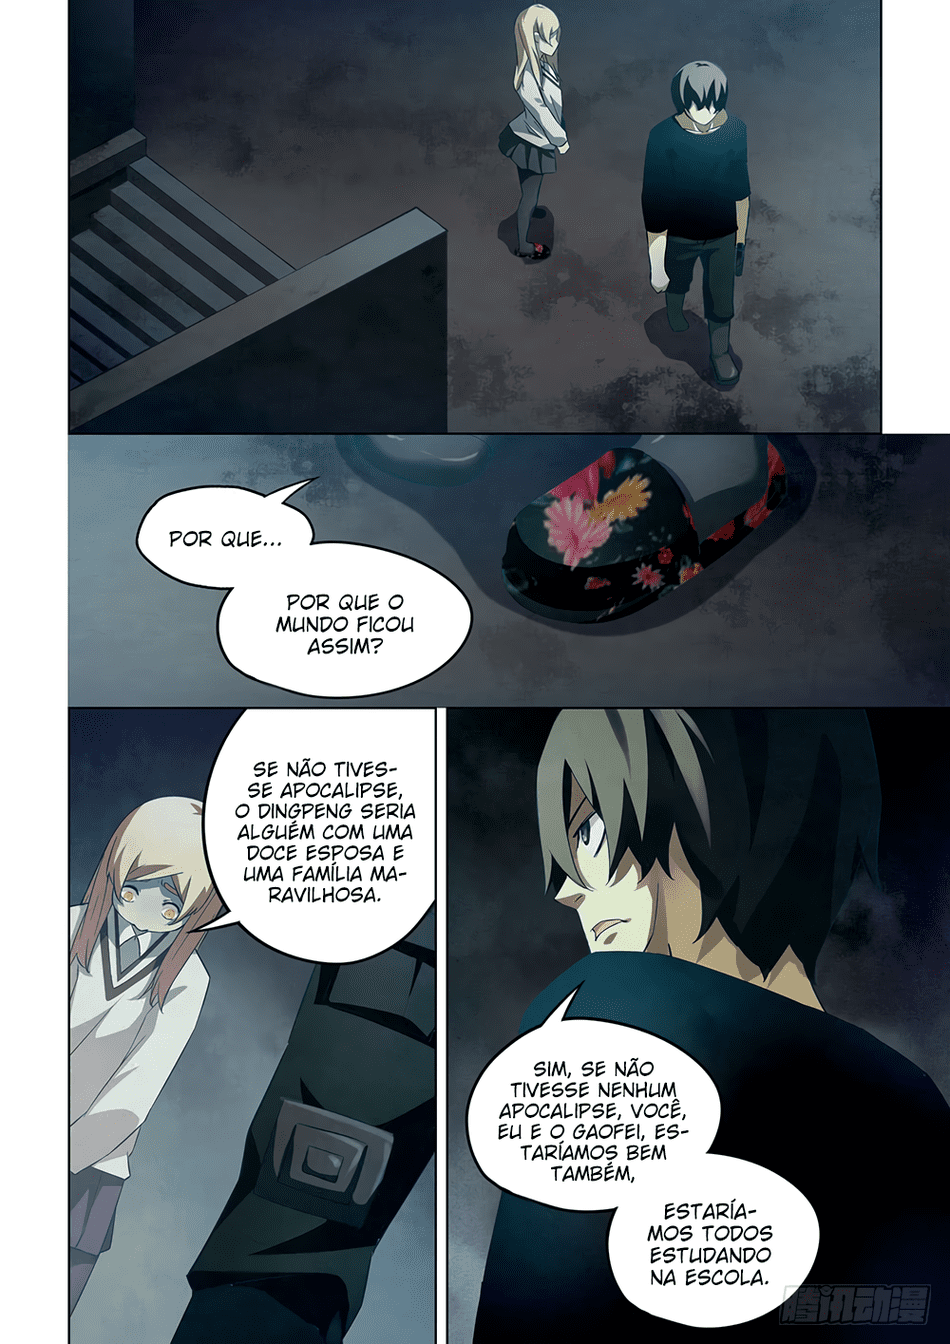 POR QUE...
POR QUE O
MUNDO FICOU
ASSIM?
SE NÃO TIVES-
SE APOCALIPSE,
O DINGPENG SERIA
ALGUÉM COM UMA
DOCE ESPOSA E
UMA FAMÍLIA MA-
RAVILHOSA.
SIM, SE NÃO
TIVESSE NENHUM
APOCALIPSE, VOCÊ,
EU E O GAOFEI, ES-
TARÍAMOS BEM
TAMBÉM,
ESTARÍA-
MOS TODOS
ESTUDANDO
NA ESCOLA.
腾讯动漫